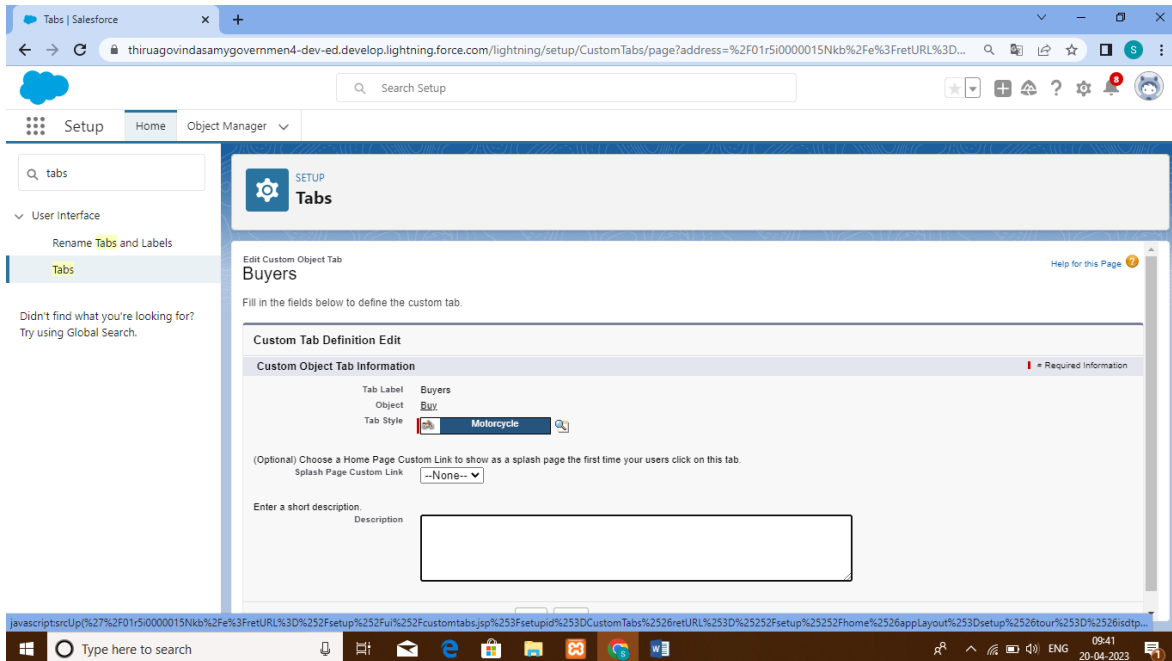 Tabs | Salesforce
thiruagovindasamygovernmen4-dev-ed.develop.lightning.force.com/lightning/setup/CustomTabs/page?address=%2F01r5i0000015Nkb%2Fe%3FretURL%3D...
S
Search Setup
8
Setup
Home
Object Manager
tabs
User Interface
Rename Tabs and Labels
Tabs
Didn't find what you're looking for?
Try using Global Search.
SETUP
Tabs
Edit Custom Object Tab
Buyers
Help for this Page
Fill in the fields below to define the custom tab.
Custom Tab Definition Edit
Custom Object Tab Information
= Required Information
Tab Label Buyers
Object Buy
Tab Style Motorcycle
(Optional) Choose a Home Page Custom Link to show as a splash page the first time your users click on this tab.
Splash Page Custom Link --None--
Enter a short description.
Description
javascript:srcUp(%27%2F01r5i0000015Nkb%2Fe%3FretURL%3D%252Fsetup%252Fui%252Fcustomtabs.jsp%253Fsetupid%253DCustomTabs%2526retURL%253D%25252Fsetup%25252Fhome%2526appLayout%253Dsetup%2526tour%253D%2526isdtp...
Type here to search
ENG
09:41
20-04-2023